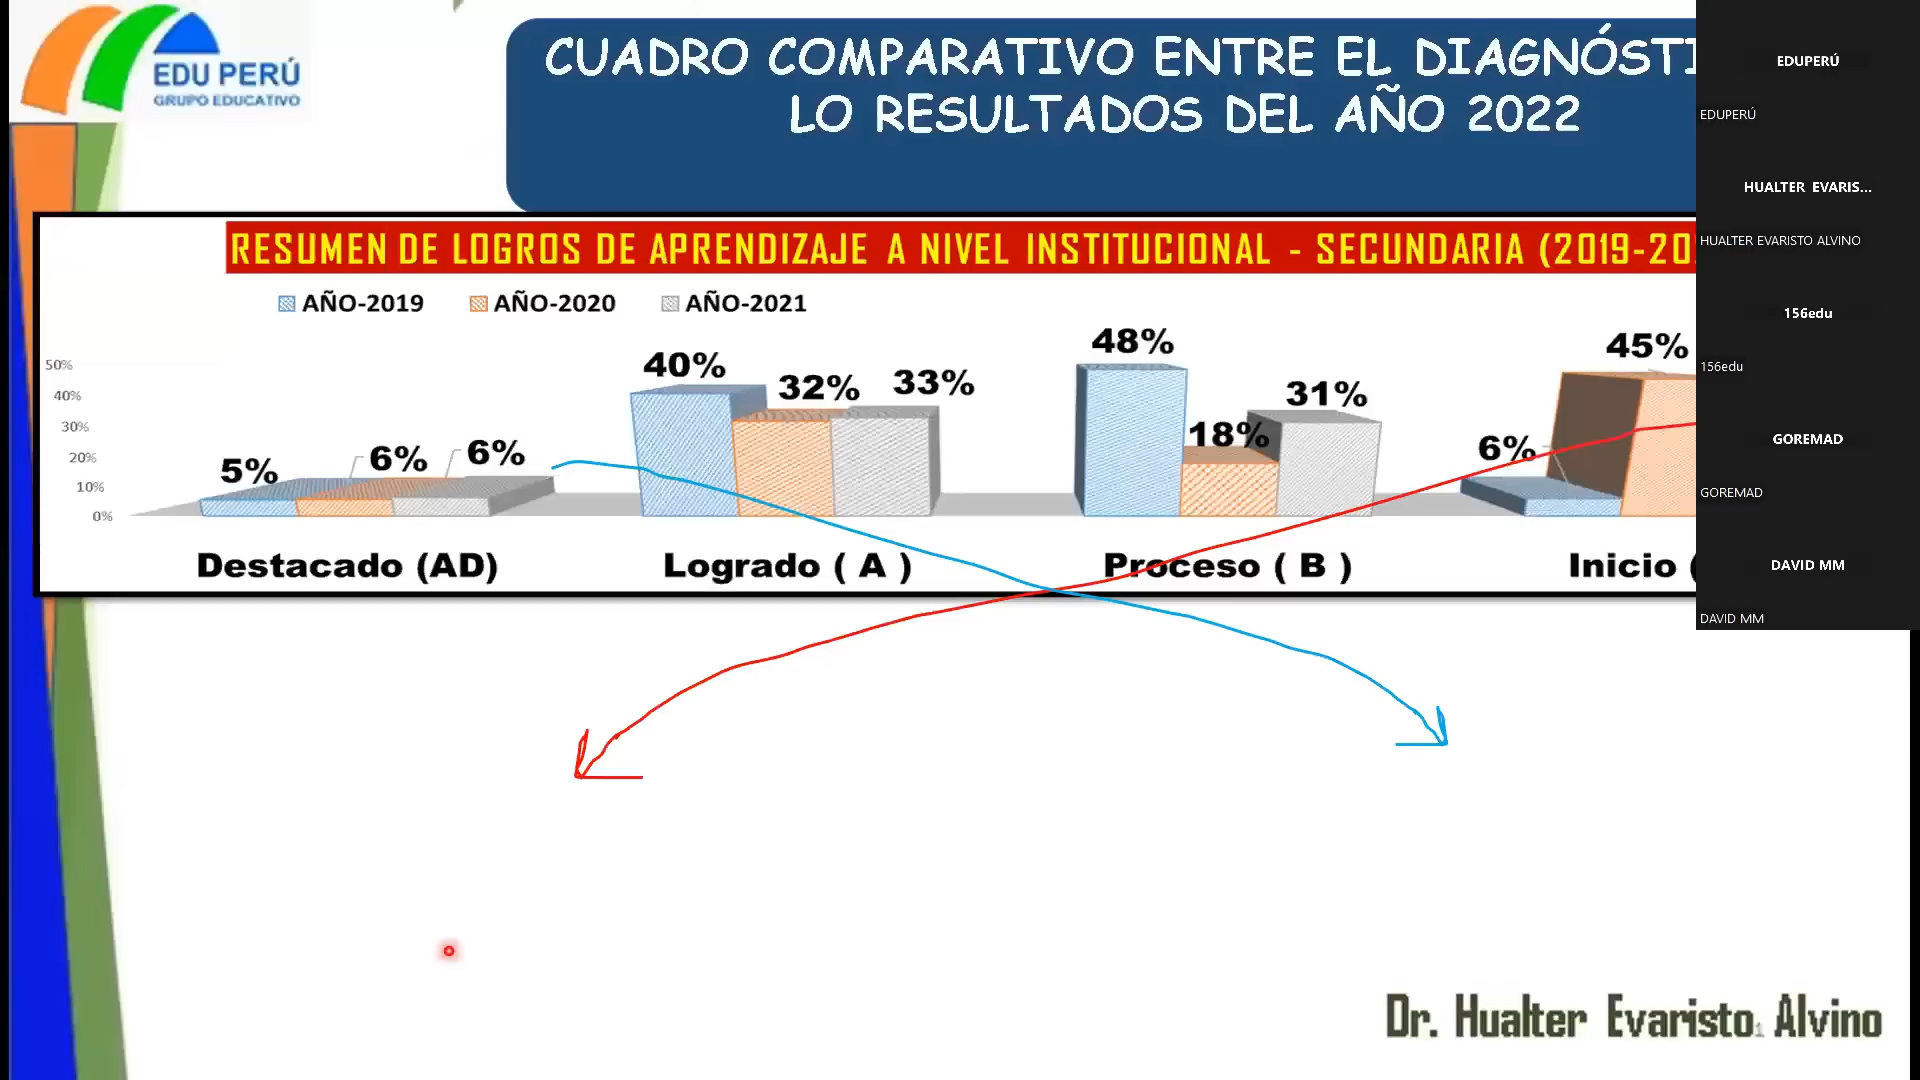 EDU PERÚ
GRUPO EDUCATIVO
CUADRO COMPARATIVO ENTRE EL DIAGNÓSTI
LO RESULTADOS DEL AÑO 2022
RESUMEN DE LOGROS DE APRENDIZAJE A NIVEL INSTITUCIONAL - SECUNDARIA (2019-20
AÑO-2019 AÑO-2020 AÑO-2021
50%
40%
30%
20%
10%
0%
5% 6% 6%
40% 32% 33%
48% 18% 31%
6% 45%
Destacado (AD) Logrado ( A ) Proceso ( B ) Inicio (
EDUPERÚ
EDUPERÚ
HUALTER EVARIS...
HUALTER EVARISTO ALVINO
156edu
156edu
GOREMAD
GOREMAD
DAVID MM
DAVID MM
Dr. Hualter Evaristo Alvino